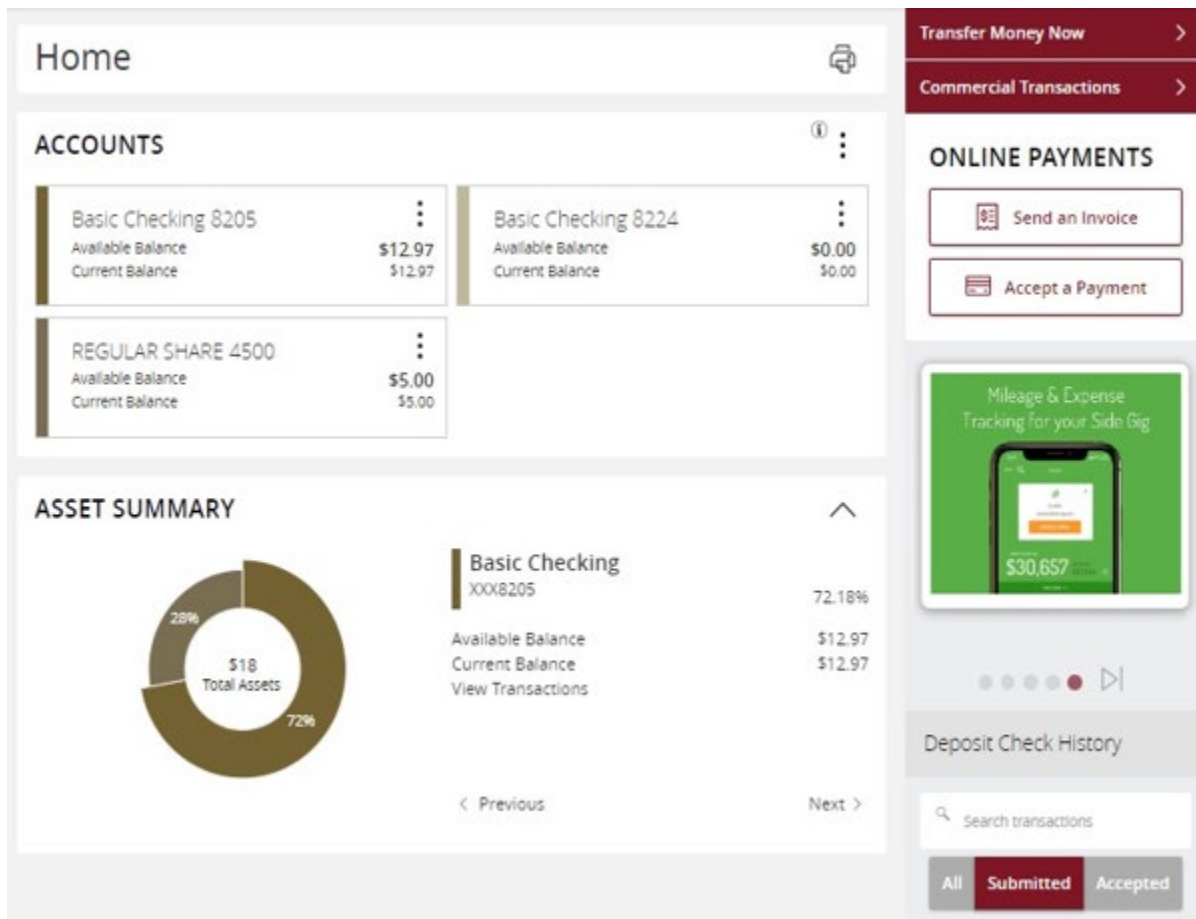 Home
ACCOUNTS
Basic Checking 8205
Available Balance $12.97
Current Balance $12.97
Basic Checking 8224
Available Balance $0.00
Current Balance $0.00
REGULAR SHARE 4500
Available Balance $5.00
Current Balance $5.00
ASSET SUMMARY
28%
$18
Total Assets
72%
Basic Checking
XXX8205
72.18%
Available Balance $12.97
Current Balance $12.97
View Transactions
< Previous
Next >
Transfer Money Now >
Commercial Transactions >
ONLINE PAYMENTS
Send an Invoice
Accept a Payment
Mileage & Expense
Tracking for your Side Gig
$30,657
Deposit Check History
Search transactions
All Submitted Accepted